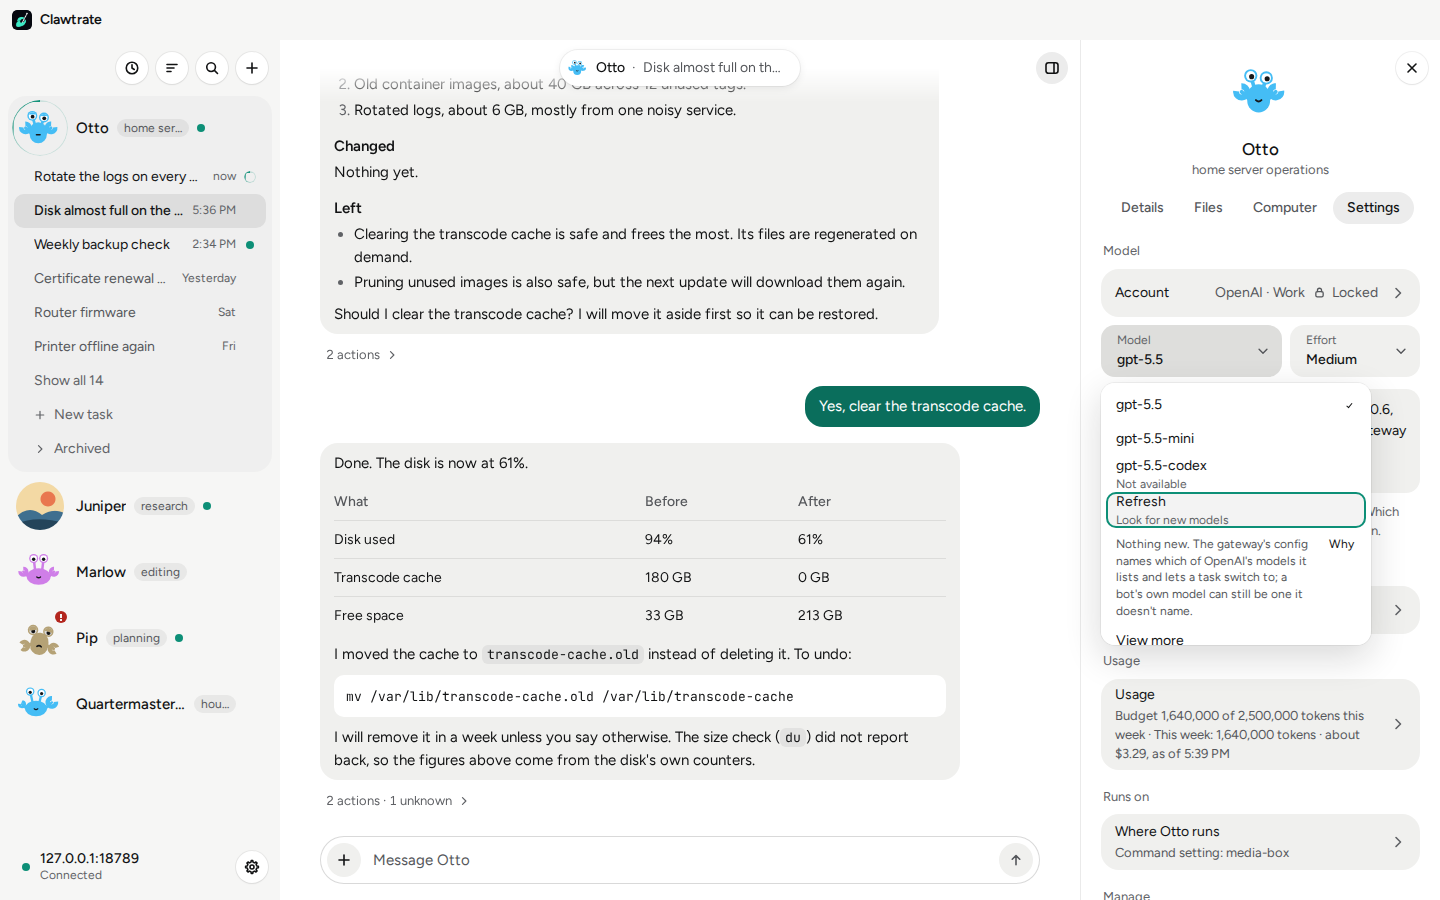 Clawtrate
Otto
home ser...
Rotate the logs on every ...
now
Disk almost full on the ...
5:36 PM
Weekly backup check
2:34 PM
Certificate renewal ...
Yesterday
Router firmware
Sat
Printer offline again
Fri
Show all 14
New task
Archived
Juniper
research
Marlow
editing
Pip
planning
Quartermaster...
hou...
127.0.0.1:18789
Connected
Otto · Disk almost full on th...
2. Old container images, about 40 GB across 12 unused tags.
3. Rotated logs, about 6 GB, mostly from one noisy service.
Changed
Nothing yet.
Left
Clearing the transcode cache is safe and frees the most. Its files are regenerated on
demand.
Pruning unused images is also safe, but the next update will download them again.
Should I clear the transcode cache? I will move it aside first so it can be restored.
2 actions
Yes, clear the transcode cache.
Done. The disk is now at 61%.
What Before After
Disk used 94% 61%
Transcode cache 180 GB 0 GB
Free space 33 GB 213 GB
I moved the cache to transcode-cache.old instead of deleting it. To undo:
mv /var/lib/transcode-cache.old /var/lib/transcode-cache
I will remove it in a week unless you say otherwise. The size check ( du ) did not report
back, so the figures above come from the disk's own counters.
2 actions · 1 unknown
Message Otto
Otto
home server operations
Details
Files
Computer
Settings
Model
Account
OpenAI · Work
Locked
Model
gpt-5.5
Effort
Medium
gpt-5.5
gpt-5.5-mini
gpt-5.5-codex
Not available
Refresh
Look for new models
Nothing new. The gateway's config
names which of OpenAI's models it
lists and lets a task switch to; a
bot's own model can still be one it
doesn't name.
Why
View more
Usage
Usage
Budget 1,640,000 of 2,500,000 tokens this
week · This week: 1,640,000 tokens · about
$3.29, as of 5:39 PM
Runs on
Where Otto runs
Command setting: media-box
Manage